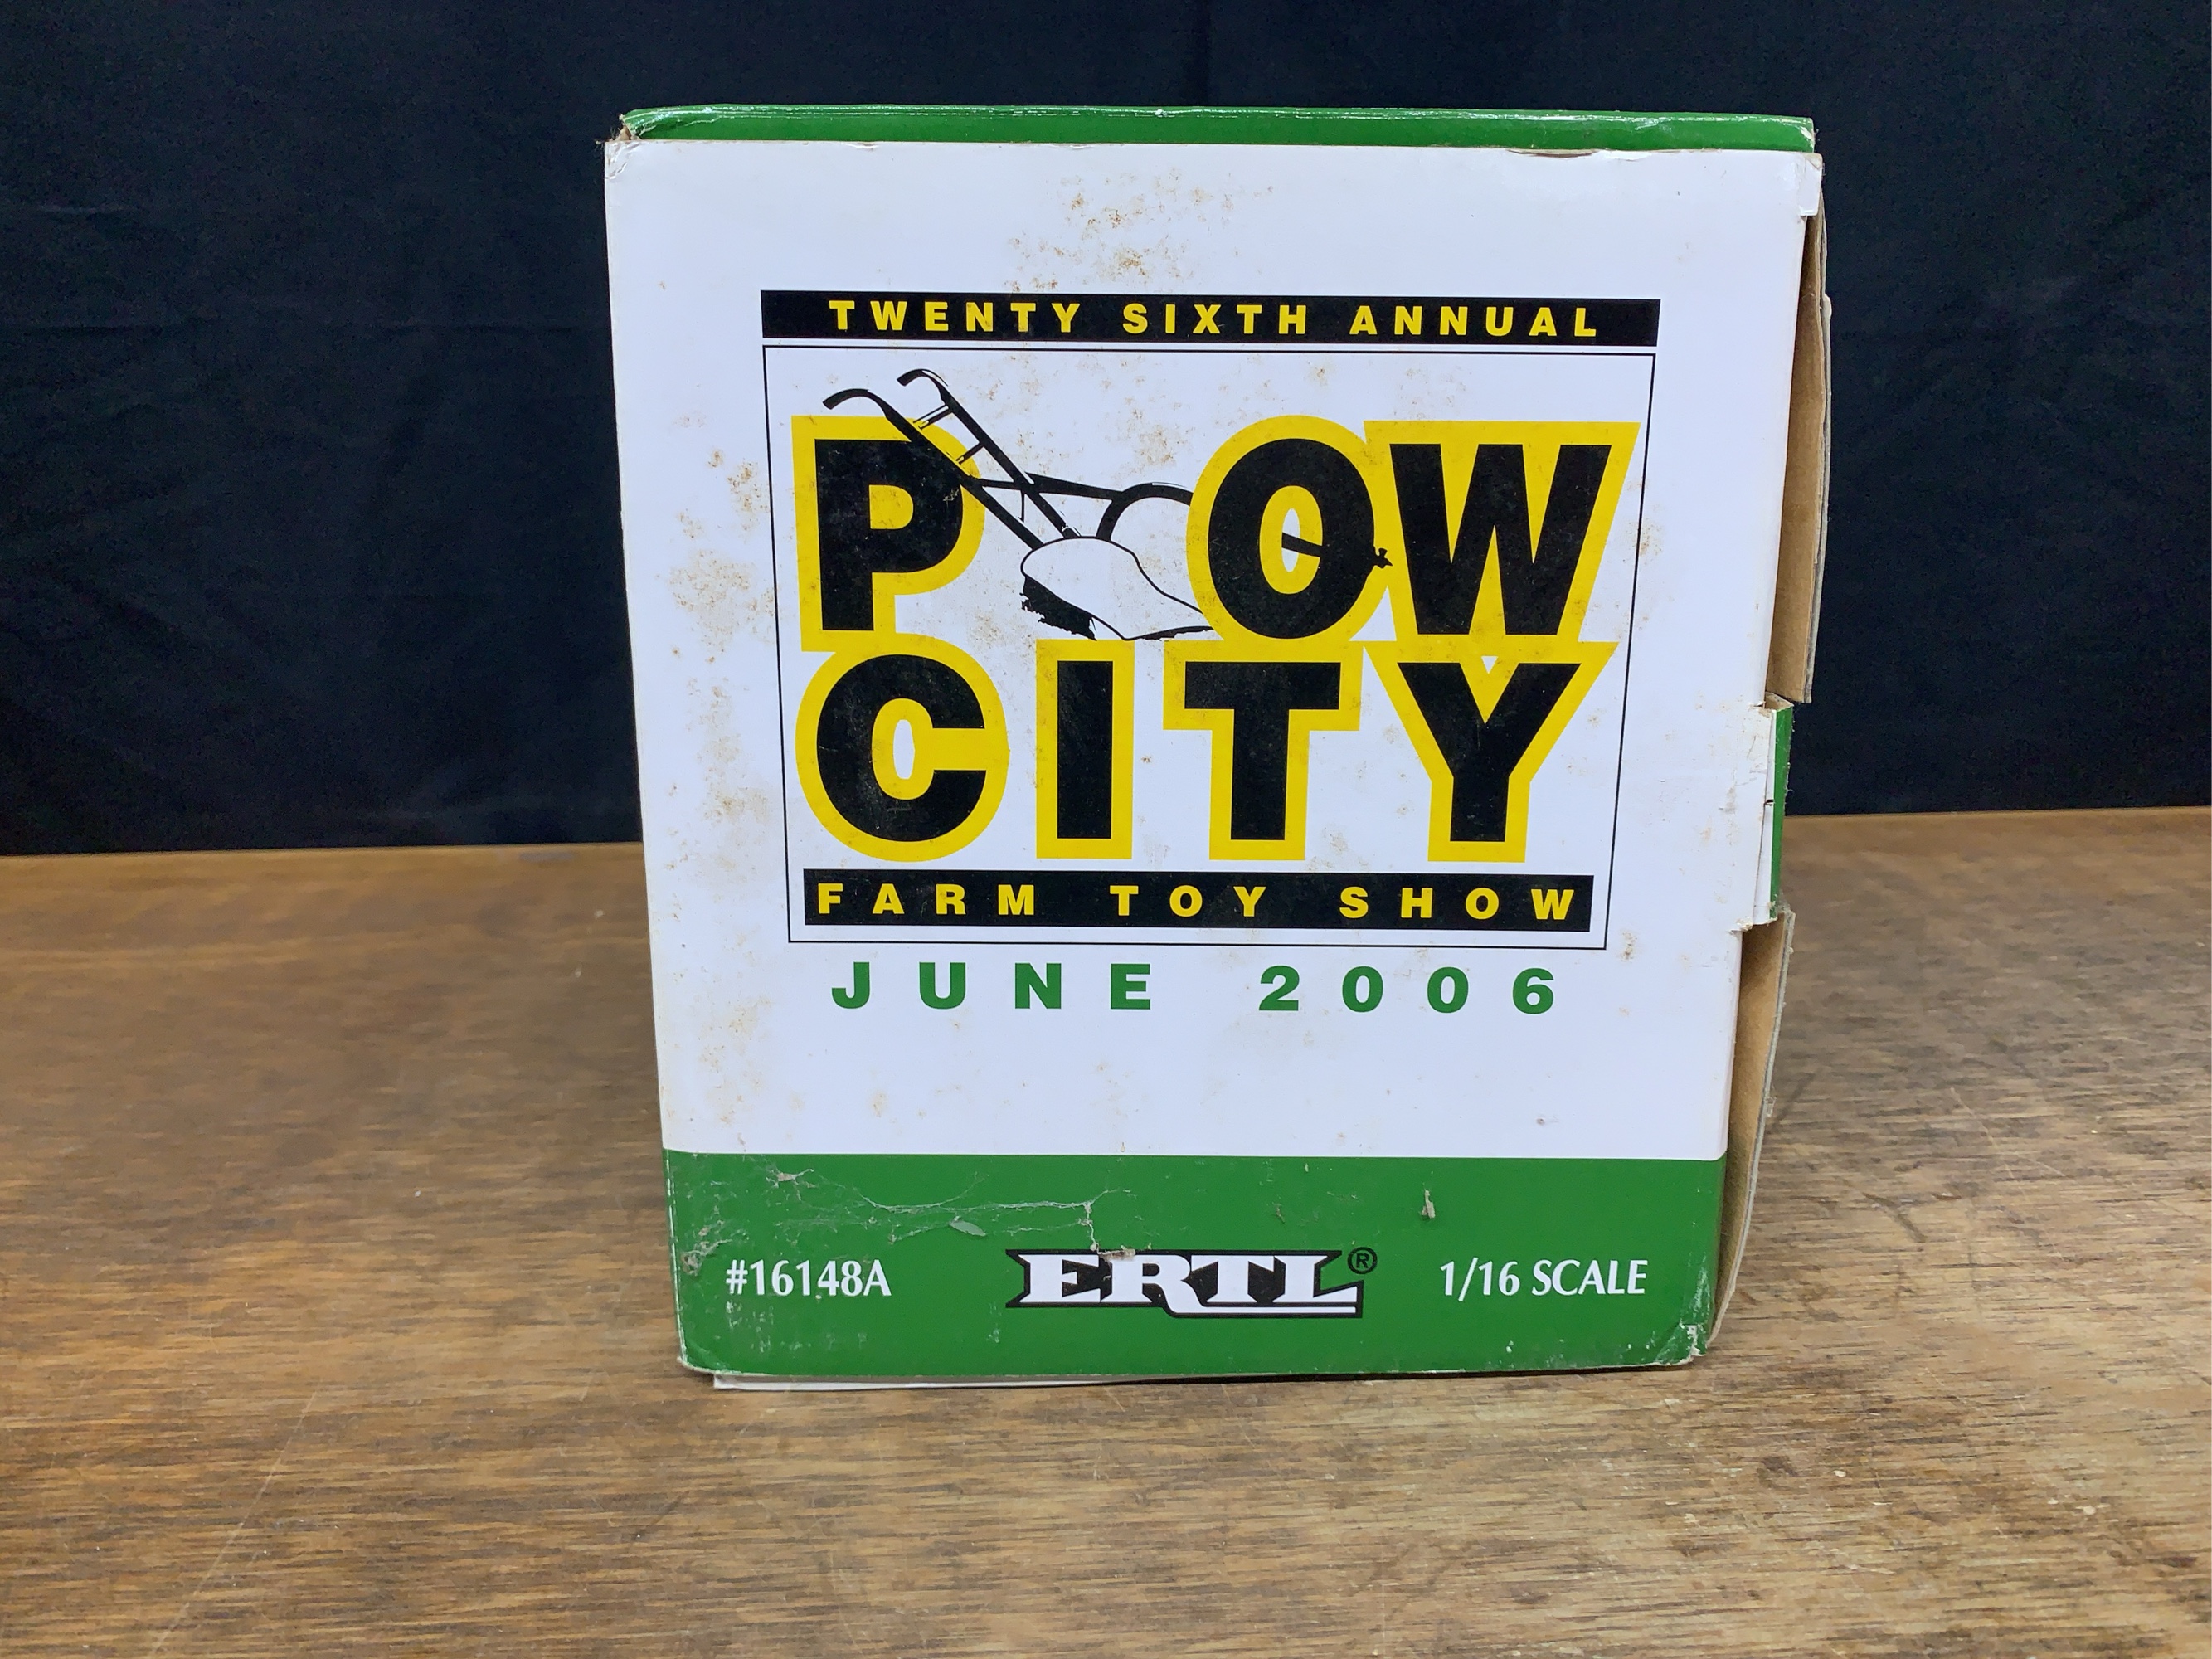 TWENTY SIXTH ANNUAL
P OW
CITY
FARM TOY SHOW
JUNE 2006
#16148A ERTL® 1/16 SCALE